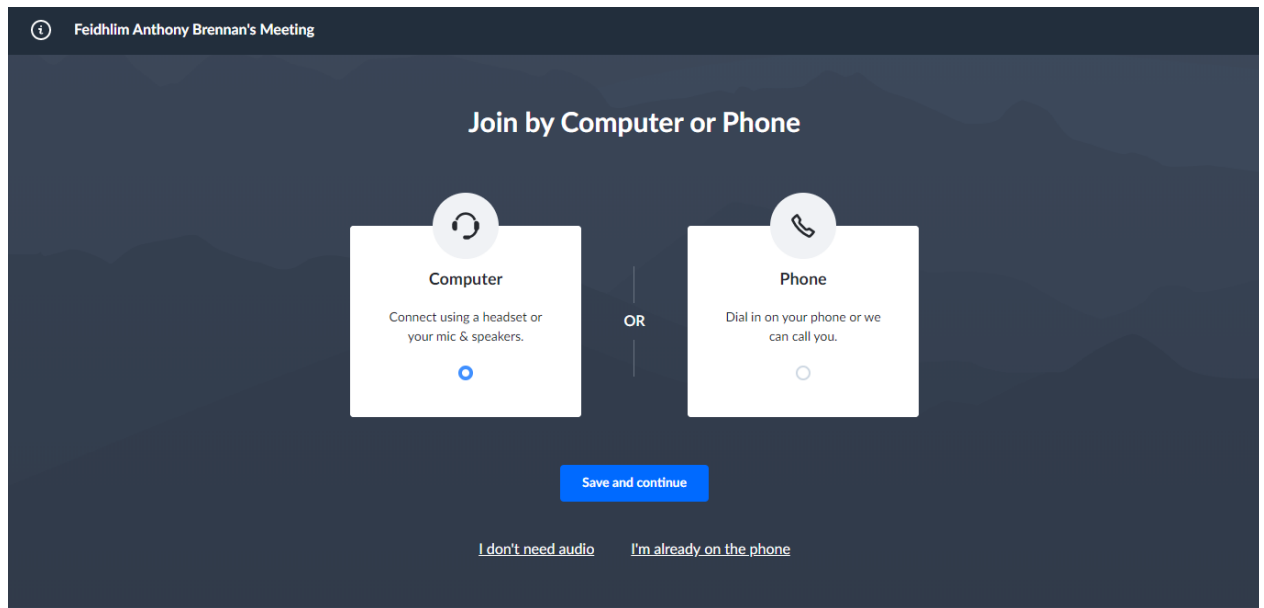 Feidhlim Anthony Brennan's Meeting
Join by Computer or Phone
Computer
Connect using a headset or
your mic & speakers.
OR
Phone
Dial in on your phone or we
can call you.
Save and continue
I don't need audio
I'm already on the phone